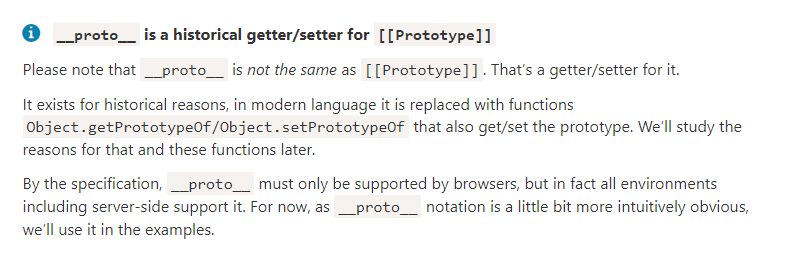 __proto__ is a historical getter/setter for [[Prototype]]
Please note that __proto__ is not the same as [[Prototype]]. That's a getter/setter for it.
It exists for historical reasons, in modern language it is replaced with functions
Object.getPrototypeOf/Object.setPrototypeOf that also get/set the prototype. We'll study the
reasons for that and these functions later.
By the specification, __proto__ must only be supported by browsers, but in fact all environments
including server-side support it. For now, as __proto__ notation is a little bit more intuitively obvious,
we'll use it in the examples.